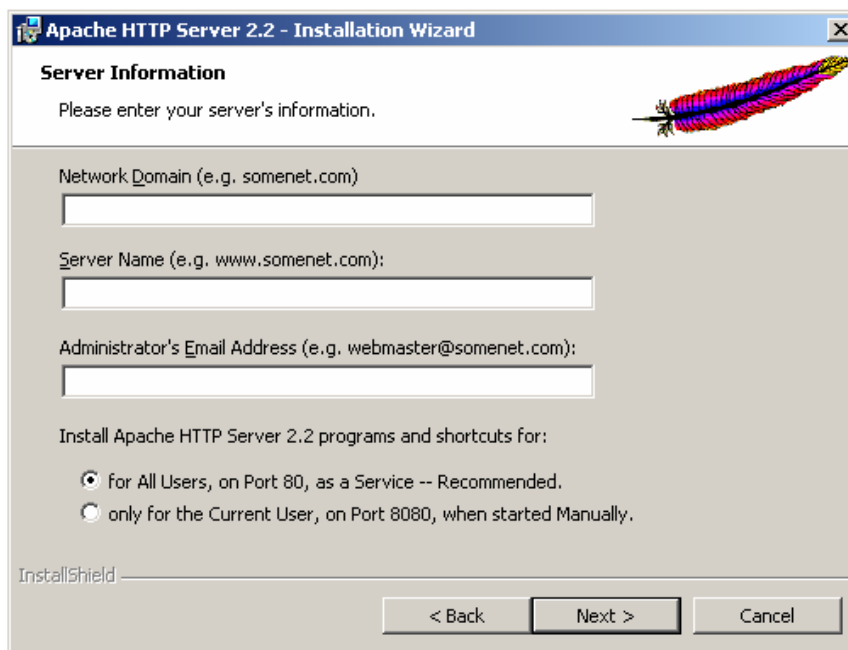 Apache HTTP Server 2.2 - Installation Wizard
Server Information
Please enter your server's information.
Network Domain (e.g. somenet.com)
Server Name (e.g. www.somenet.com):
Administrator's Email Address (e.g. webmaster@somenet.com):
Install Apache HTTP Server 2.2 programs and shortcuts for:
for All Users, on Port 80, as a Service -- Recommended.
only for the Current User, on Port 8080, when started Manually.
InstallShield
< Back Next > Cancel